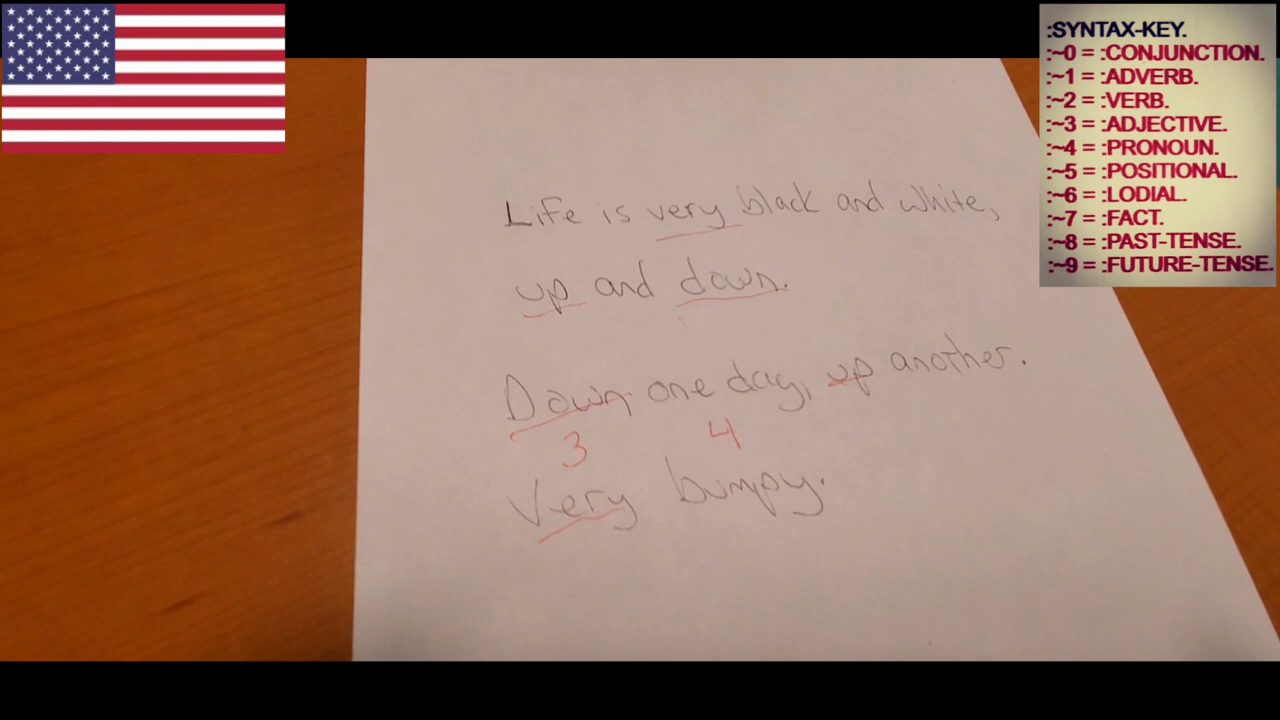 :SYNTAX-KEY.
:~0 = :CONJUNCTION.
:~1 = :ADVERB.
:~2 = :VERB.
:~3 = :ADJECTIVE.
:~4 = :PRONOUN.
:~5 = :POSITIONAL.
:~6 = :LODIAL.
:~7 = :FACT.
:~8 = :PAST-TENSE.
:~9 = :FUTURE-TENSE.
Life is very black and white,
up and down.
Down one day, up another.
3 4
Very bumpy.